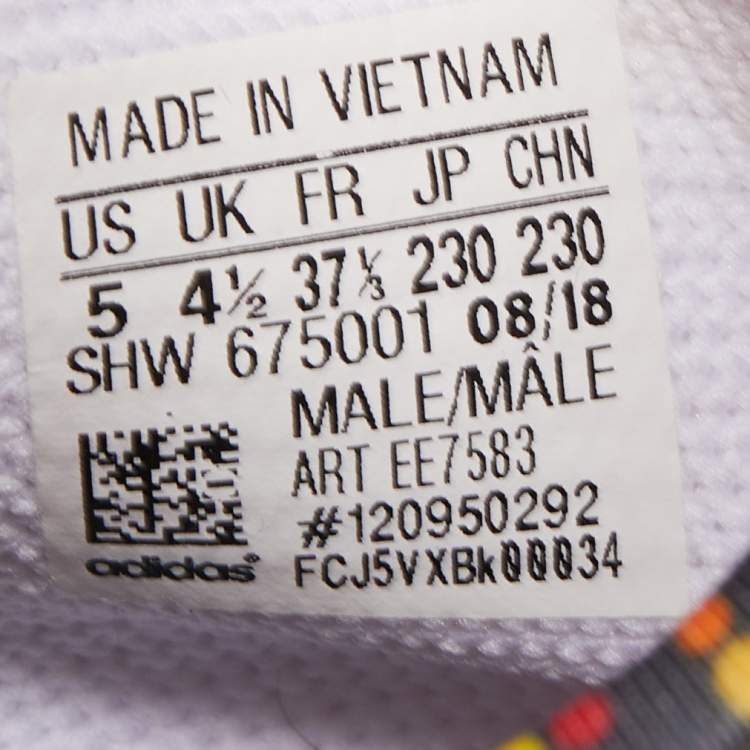 MADE IN VIETNAM
US UK FR JP CHN
5 4½ 37⅓ 230 230
SHW 675001 08/18
MALE/MÂLE
ART EE7583
#120950292
FCJ5VXBk00034
adidas®